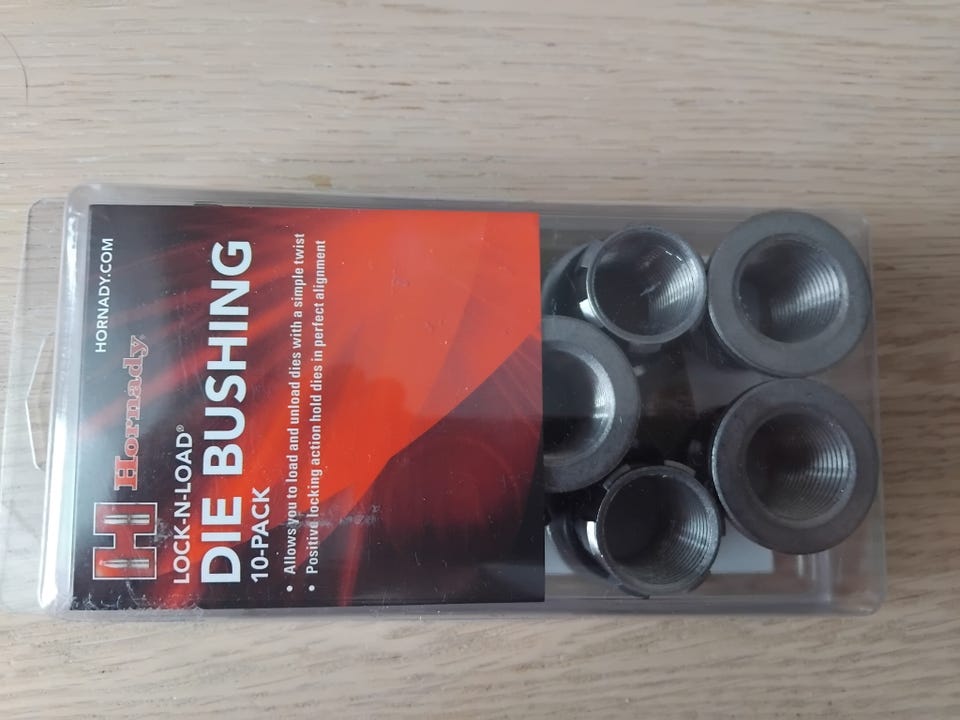 HORNADY.COM
Hornady
LOCK-N-LOAD®
DIE BUSHING
10-PACK
• Allows you to load and unload dies with a simple twist
• Positive locking action hold dies in perfect alignment